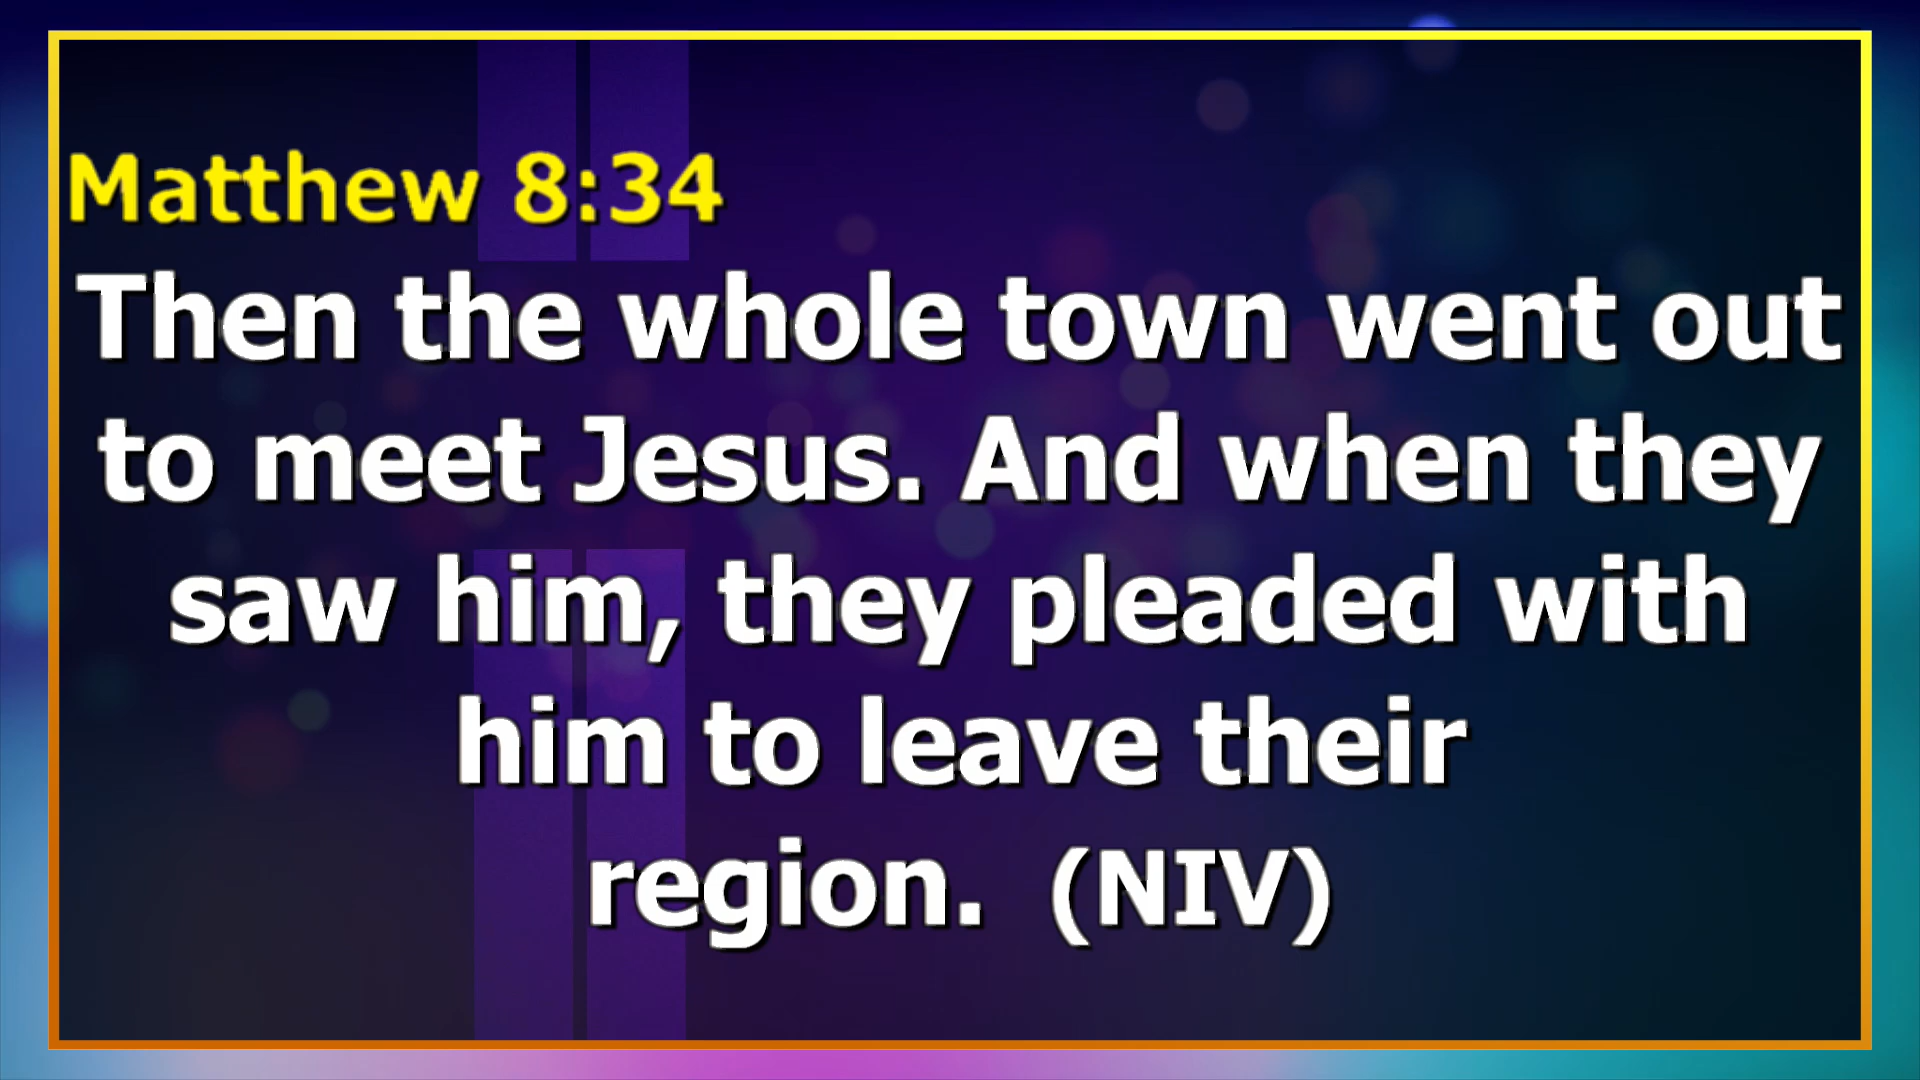 Matthew 8:34
Then the whole town went out
to meet Jesus. And when they
saw him, they pleaded with
him to leave their
region.  (NIV)